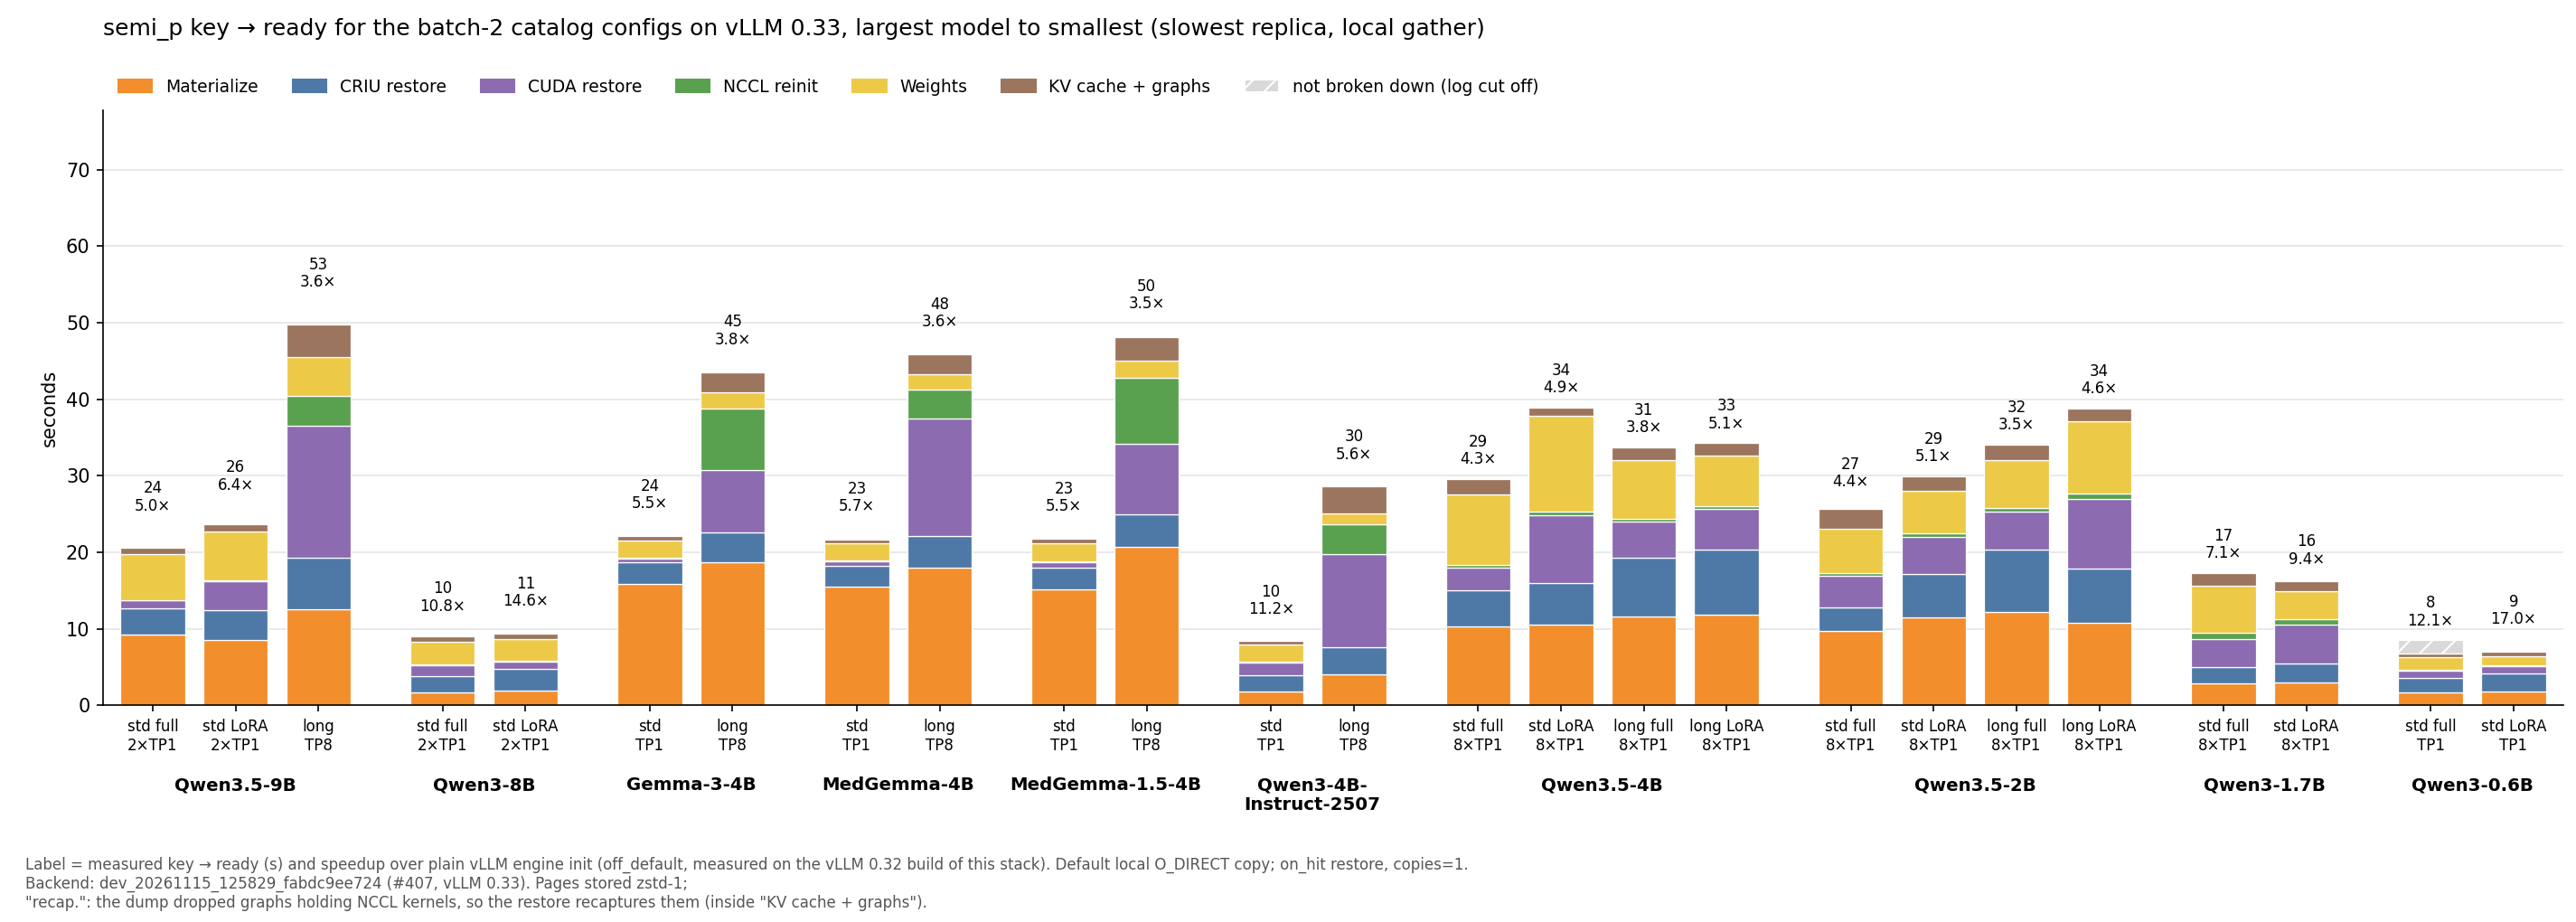 semi_p key → ready for the batch-2 catalog configs on vLLM 0.33, largest model to smallest (slowest replica, local gather)
Materialize CRIU restore CUDA restore NCCL reinit Weights KV cache + graphs not broken down (log cut off)
seconds
70
60
50
40
30
20
10
0
24
5.0×
26
6.4×
53
3.6×
10
10.8×
11
14.6×
24
5.5×
45
3.8×
23
5.7×
48
3.6×
23
5.5×
50
3.5×
10
11.2×
30
5.6×
29
4.3×
34
4.9×
31
3.8×
33
5.1×
27
4.4×
29
5.1×
32
3.5×
34
4.6×
17
7.1×
16
9.4×
8
12.1×
9
17.0×
std full
2×TP1
std LoRA
2×TP1
long
TP8
Qwen3.5-9B
std full
2×TP1
std LoRA
2×TP1
Qwen3-8B
std
TP1
long
TP8
Gemma-3-4B
std
TP1
long
TP8
MedGemma-4B
std
TP1
long
TP8
MedGemma-1.5-4B
std
TP1
long
TP8
Qwen3-4B-
Instruct-2507
std full
8×TP1
std LoRA
8×TP1
long full
8×TP1
long LoRA
8×TP1
Qwen3.5-4B
std full
8×TP1
std LoRA
8×TP1
long full
8×TP1
long LoRA
8×TP1
Qwen3.5-2B
std full
8×TP1
std LoRA
8×TP1
Qwen3-1.7B
std full
TP1
std LoRA
TP1
Qwen3-0.6B
Label = measured key → ready (s) and speedup over plain vLLM engine init (off_default, measured on the vLLM 0.32 build of this stack). Default local O_DIRECT copy; on_hit restore, copies=1.
Backend: dev_20261115_125829_fabdc9ee724 (#407, vLLM 0.33). Pages stored zstd-1;
"recap.": the dump dropped graphs holding NCCL kernels, so the restore recaptures them (inside "KV cache + graphs").